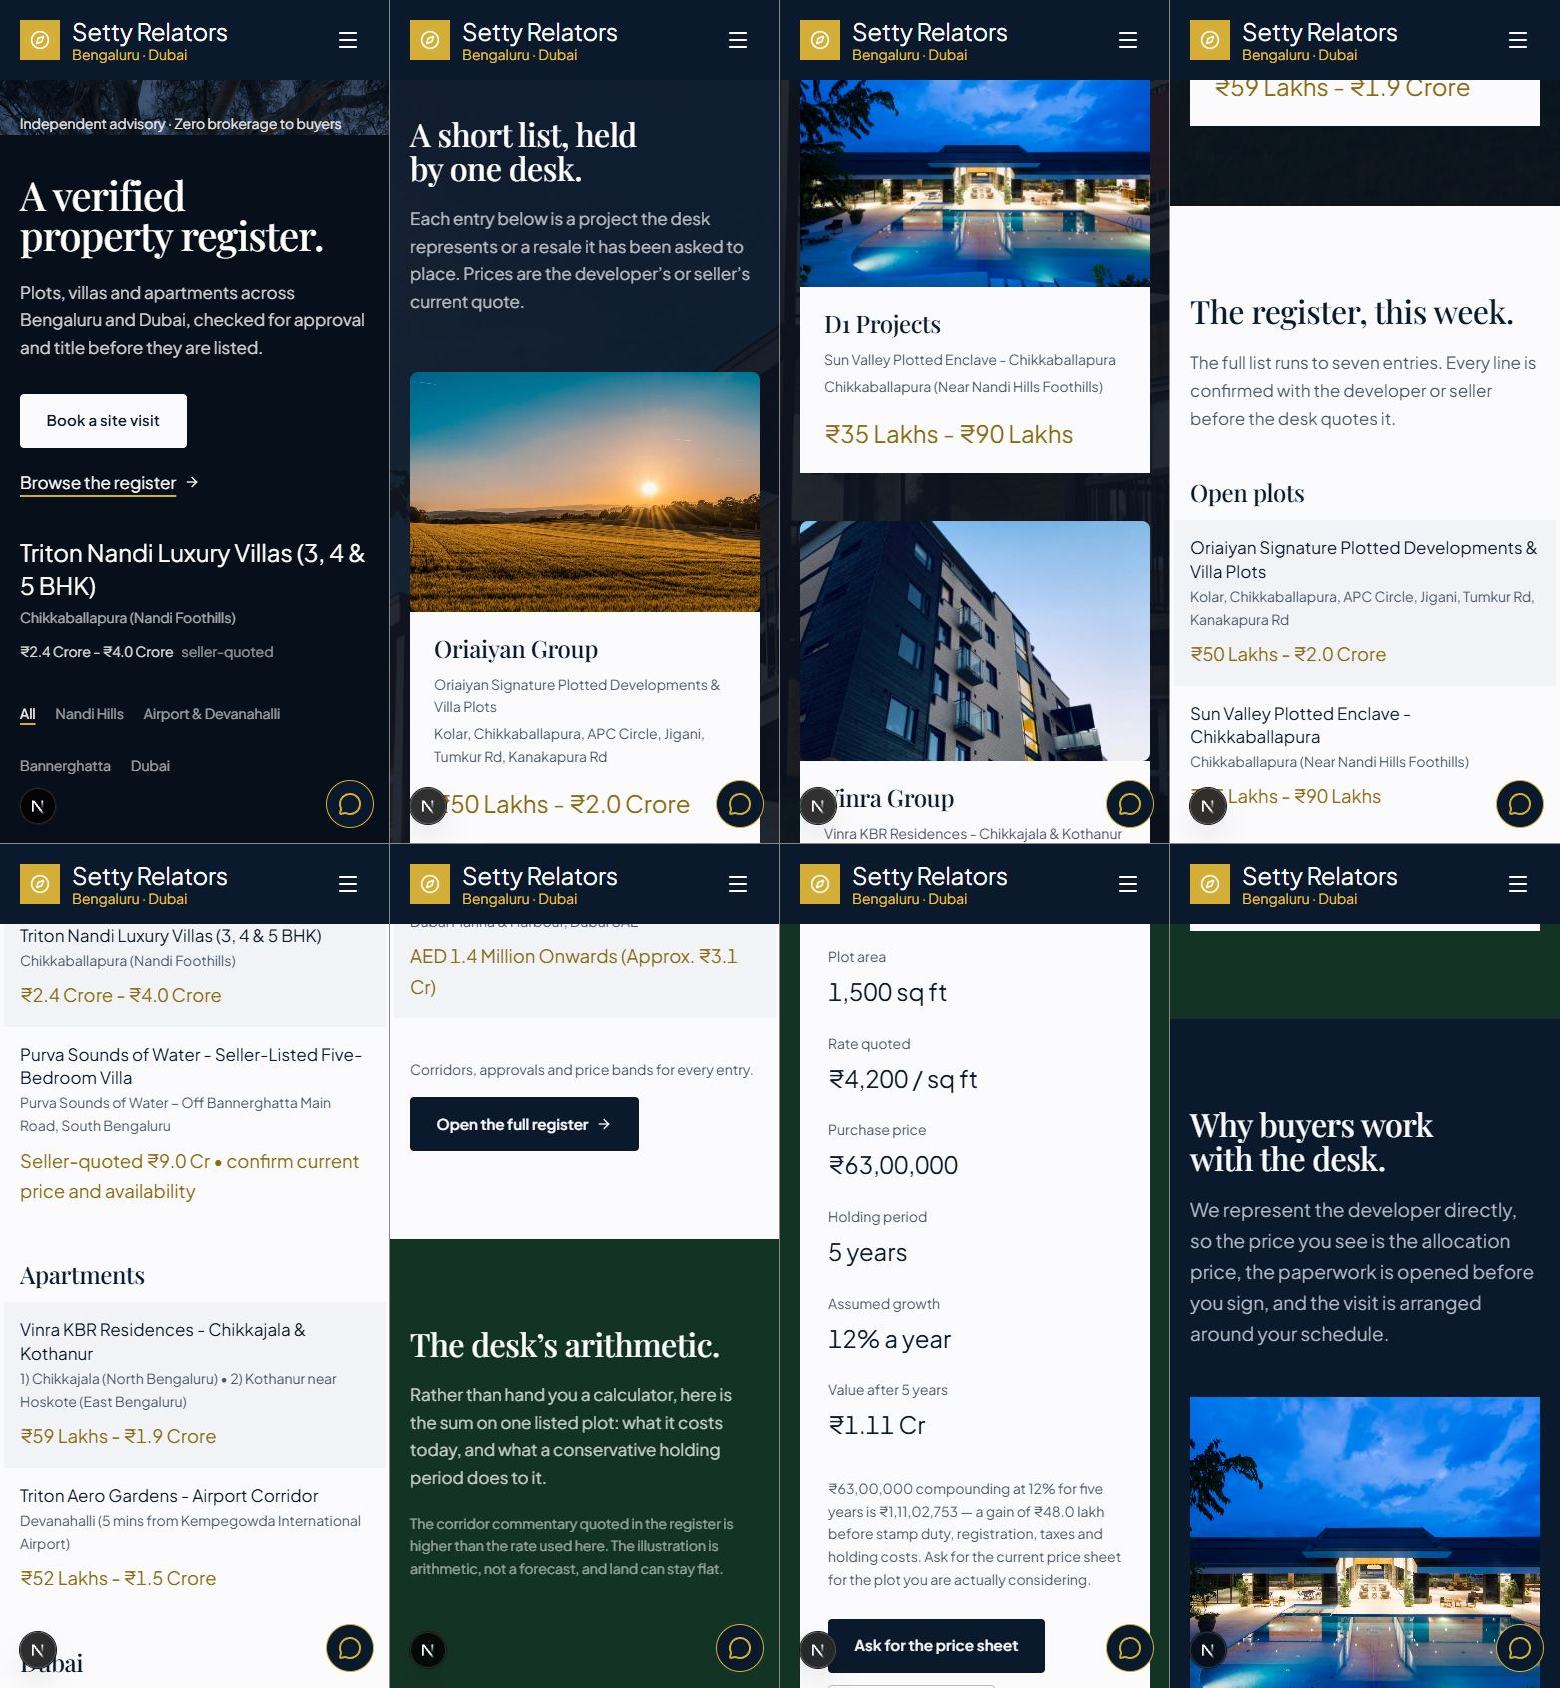 Setty Relators
Bengaluru · Dubai
Independent advisory · Zero brokerage to buyers
A verified
property register.
Plots, villas and apartments across
Bengaluru and Dubai, checked for approval
and title before they are listed.
Book a site visit
Browse the register →
Triton Nandi Luxury Villas (3, 4 &
5 BHK)
Chikkaballapura (Nandi Foothills)
₹2.4 Crore - ₹4.0 Crore seller-quoted
All Nandi Hills Airport & Devanahalli
Bannerghatta Dubai
N
Setty Relators
Bengaluru · Dubai
A short list, held
by one desk.
Each entry below is a project the desk
represents or a resale it has been asked to
place. Prices are the developer's or seller's
current quote.
Oriaiyan Group
Oriaiyan Signature Plotted Developments &
Villa Plots
Kolar, Chikkaballapura, APC Circle, Jigani,
Tumkur Rd, Kanakapura Rd
₹50 Lakhs - ₹2.0 Crore
N
Setty Relators
Bengaluru · Dubai
D1 Projects
Sun Valley Plotted Enclave - Chikkaballapura
Chikkaballapura (Near Nandi Hills Foothills)
₹35 Lakhs - ₹90 Lakhs
Vinra Group
Vinra KBR Residences - Chikkajala & Kothanur
N
Setty Relators
Bengaluru · Dubai
₹59 Lakhs - ₹1.9 Crore
The register, this week.
The full list runs to seven entries. Every line is
confirmed with the developer or seller
before the desk quotes it.
Open plots
Oriaiyan Signature Plotted Developments &
Villa Plots
Kolar, Chikkaballapura, APC Circle, Jigani, Tumkur Rd,
Kanakapura Rd
₹50 Lakhs - ₹2.0 Crore
Sun Valley Plotted Enclave -
Chikkaballapura
Chikkaballapura (Near Nandi Hills Foothills)
Lakhs - ₹90 Lakhs
N
Setty Relators
Bengaluru · Dubai
Triton Nandi Luxury Villas (3, 4 & 5 BHK)
Chikkaballapura (Nandi Foothills)
₹2.4 Crore - ₹4.0 Crore
Purva Sounds of Water - Seller-Listed Five-
Bedroom Villa
Purva Sounds of Water – Off Bannerghatta Main
Road, South Bengaluru
Seller-quoted ₹9.0 Cr • confirm current
price and availability
Apartments
Vinra KBR Residences - Chikkajala &
Kothanur
1) Chikkajala (North Bengaluru) • 2) Kothanur near
Hoskote (East Bengaluru)
₹59 Lakhs - ₹1.9 Crore
Triton Aero Gardens - Airport Corridor
Devanahalli (5 mins from Kempegowda International
Airport)
₹52 Lakhs - ₹1.5 Crore
Dubai
N
Setty Relators
Bengaluru · Dubai
Dubai Marina & Harbour, Dubai UAE
AED 1.4 Million Onwards (Approx. ₹3.1
Cr)
Corridors, approvals and price bands for every entry.
Open the full register →
The desk's arithmetic.
Rather than hand you a calculator, here is
the sum on one listed plot: what it costs
today, and what a conservative holding
period does to it.
The corridor commentary quoted in the register is
higher than the rate used here. The illustration is
arithmetic, not a forecast, and land can stay flat.
N
Setty Relators
Bengaluru · Dubai
Plot area
1,500 sq ft
Rate quoted
₹4,200 / sq ft
Purchase price
₹63,00,000
Holding period
5 years
Assumed growth
12% a year
Value after 5 years
₹1.11 Cr
₹63,00,000 compounding at 12% for five
years is ₹1,11,02,753 — a gain of ₹48.0 lakh
before stamp duty, registration, taxes and
holding costs. Ask for the current price sheet
for the plot you are actually considering.
Ask for the price sheet
N
Setty Relators
Bengaluru · Dubai
Why buyers work
with the desk.
We represent the developer directly,
so the price you see is the allocation
price, the paperwork is opened before
you sign, and the visit is arranged
around your schedule.
N